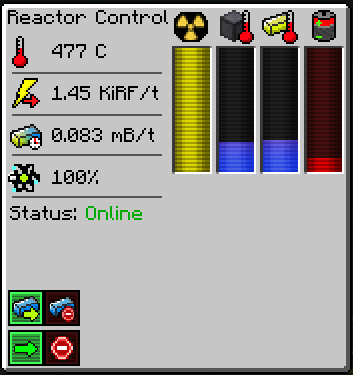 Reactor Control
477 C
1.45 KiRF/t
0.083 mB/t
100%
Status: Online